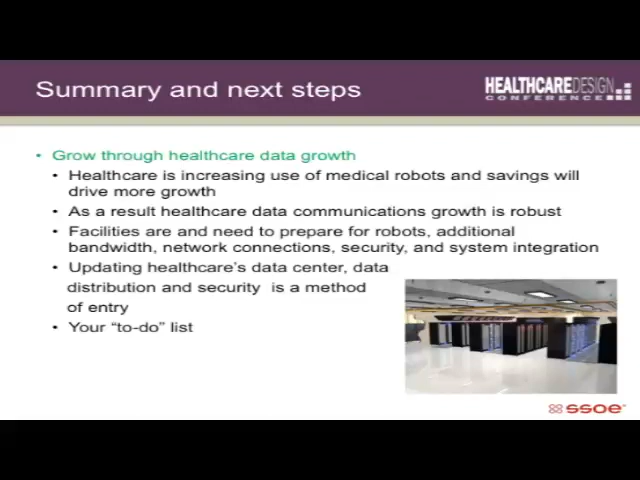 Summary and next steps
HEALTHCAREDESIGN
CONFERENCE
• Grow through healthcare data growth
• Healthcare is increasing use of medical robots and savings will
drive more growth
• As a result healthcare data communications growth is robust
• Facilities are and need to prepare for robots, additional
bandwidth, network connections, security, and system integration
• Updating healthcare's data center, data
distribution and security is a method
of entry
• Your “to-do” list
ssoe